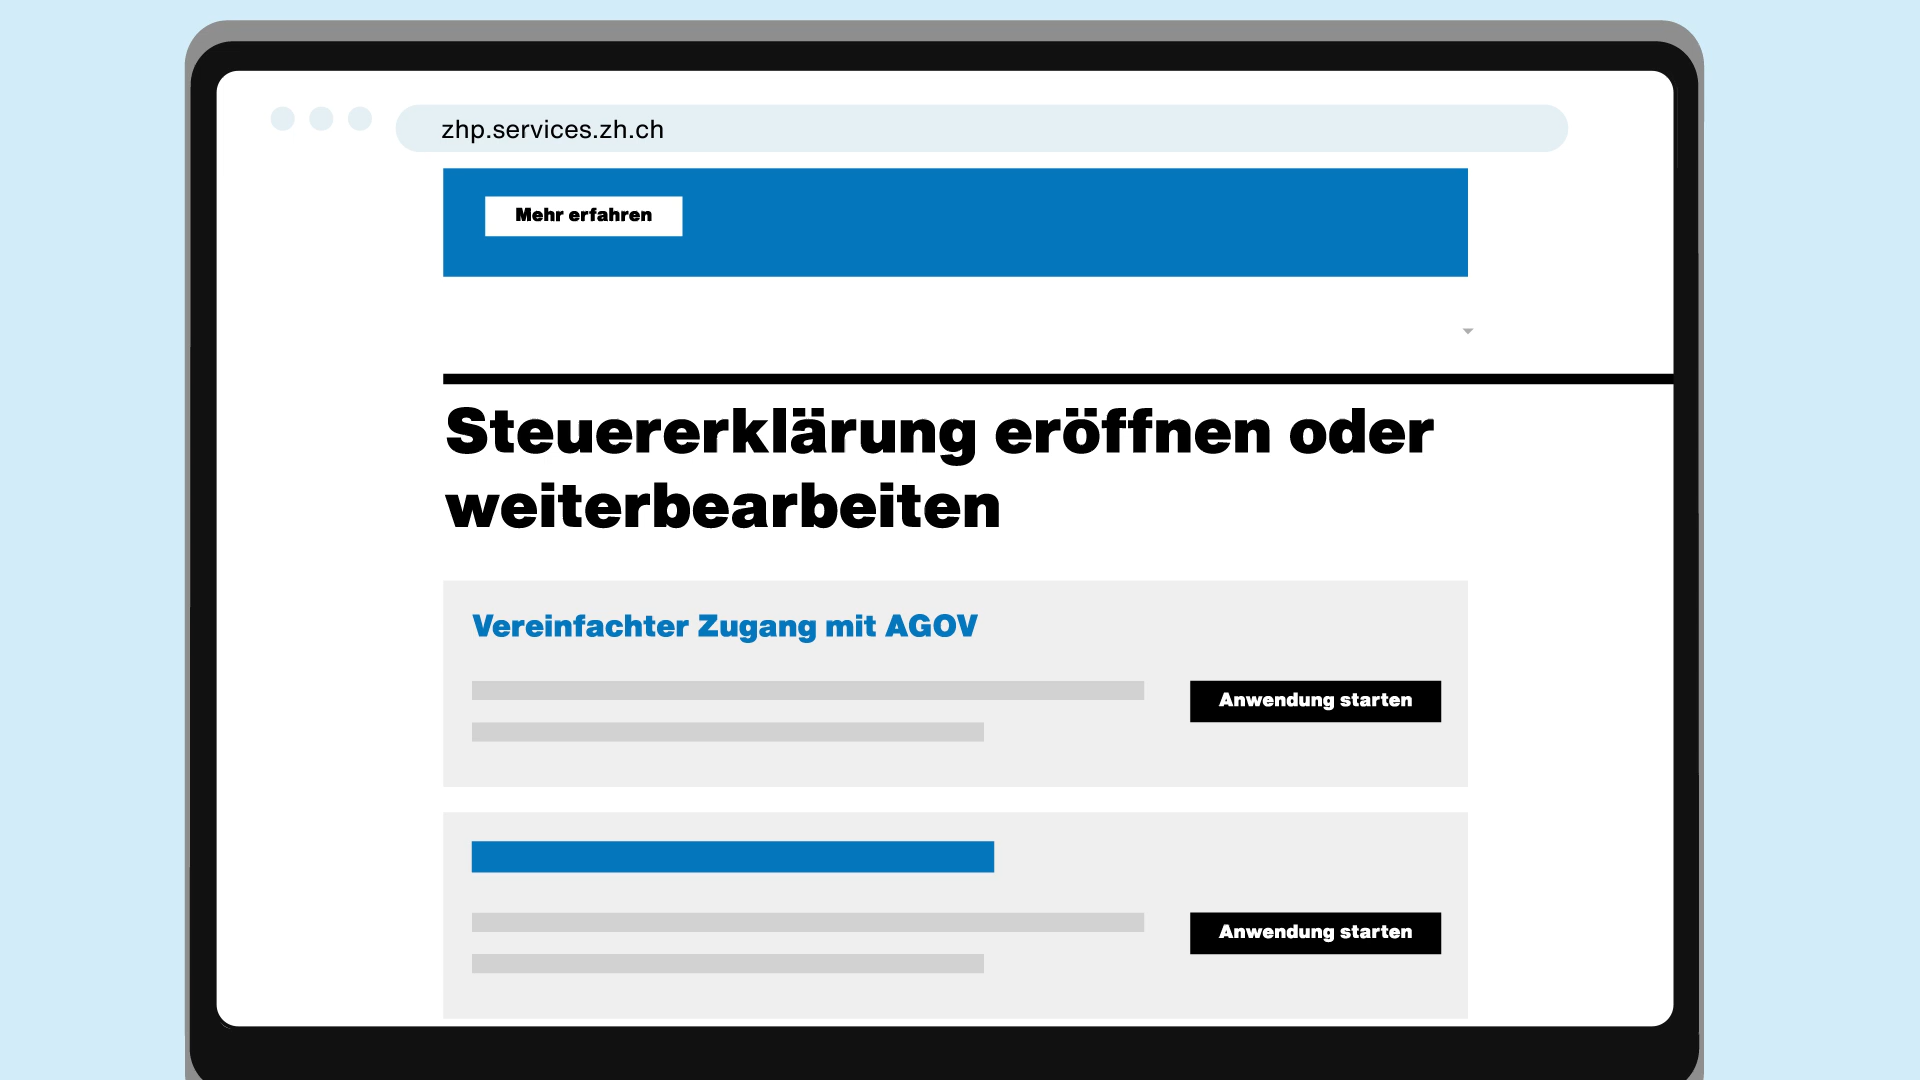 zhp.services.zh.ch
Mehr erfahren
Steuererklärung eröffnen oder
weiterbearbeiten
Vereinfachter Zugang mit AGOV
Anwendung starten
Anwendung starten